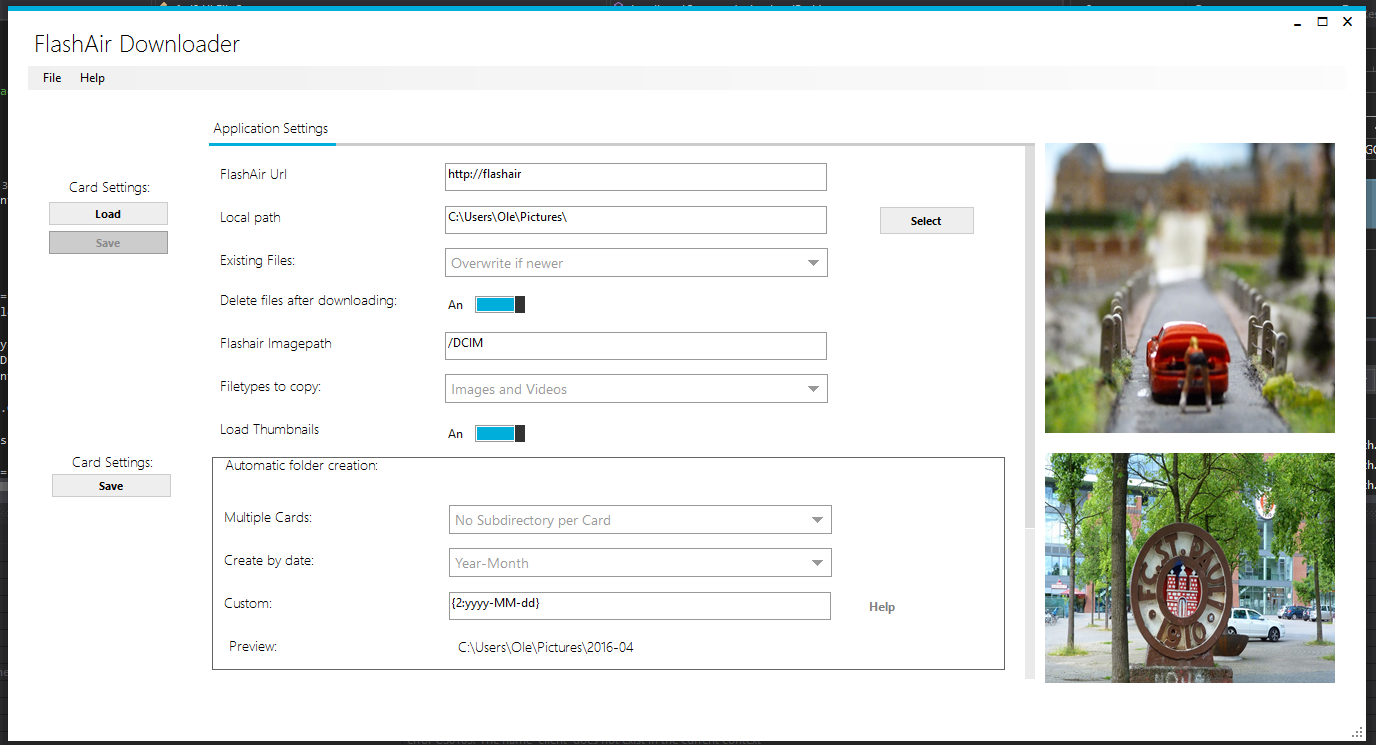 FlashAir Downloader
File Help
Application Settings
Card Settings:
Load
Save
FlashAir Url http://flashair
Local path C:\Users\Ole\Pictures\ Select
Existing Files: Overwrite if newer
Delete files after downloading: An
Flashair Imagepath /DCIM
Filetypes to copy: Images and Videos
Load Thumbnails An
Card Settings:
Save
Automatic folder creation:
Multiple Cards: No Subdirectory per Card
Create by date: Year-Month
Custom: {2:yyyy-MM-dd} Help
Preview: C:\Users\Ole\Pictures\2016-04
FC ST. PAULI
1910